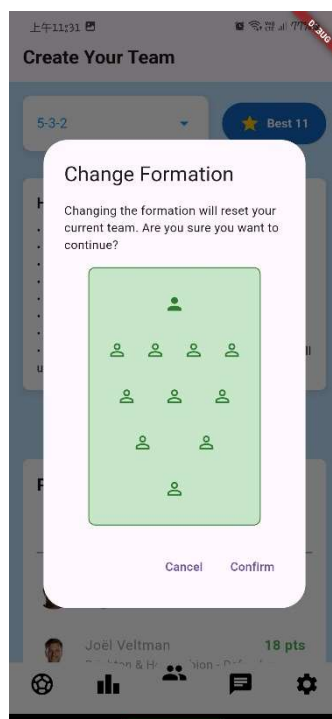 上午11:31
Create Your Team
5-3-2
Best 11
Change Formation
Changing the formation will reset your
current team. Are you sure you want to
continue?
Cancel
Confirm
Joël Veltman
18 pts